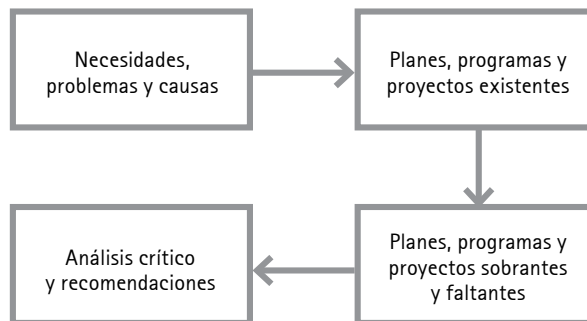 Necesidades,
problemas y causas
Planes, programas y
proyectos existentes
Planes, programas y
proyectos sobrantes
y faltantes
Análisis crítico
y recomendaciones